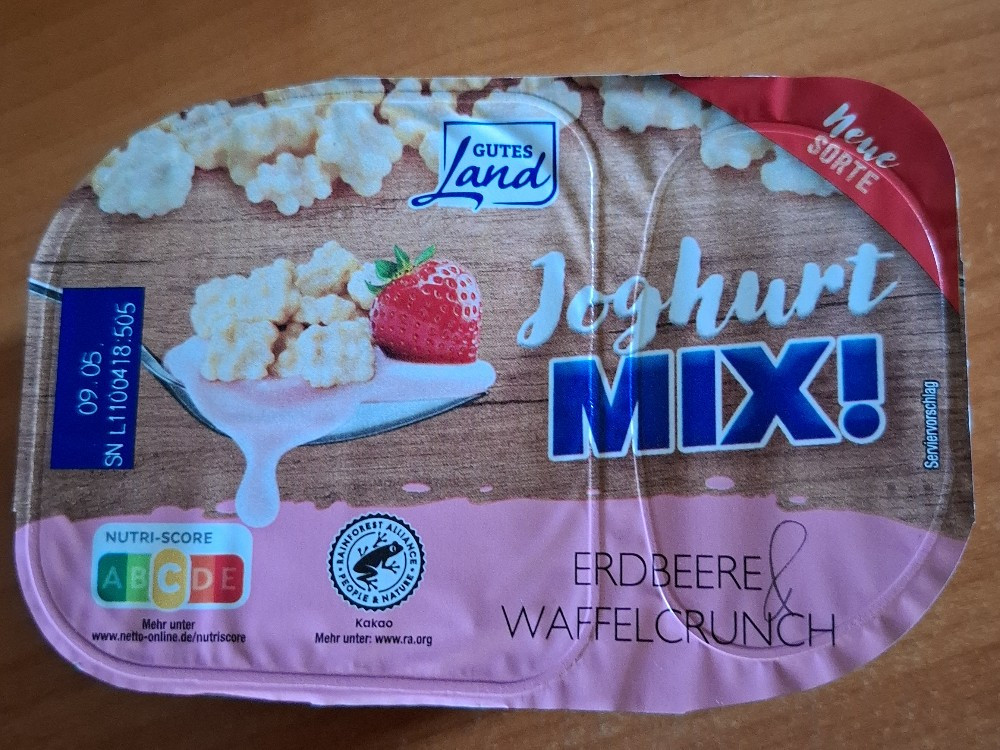 Neue
SORTE
GUTES
Land
Joghurt
MIX!
09.05.
SN L1100418:505
Serviervorschlag
NUTRI-SCORE
A B C D E
Mehr unter
www.netto-online.de/nutriscore
RAINFOREST ALLIANCE
PEOPLE & NATURE
Kakao
Mehr unter: www.ra.org
ERDBEERE &
WAFFELCRUNCH